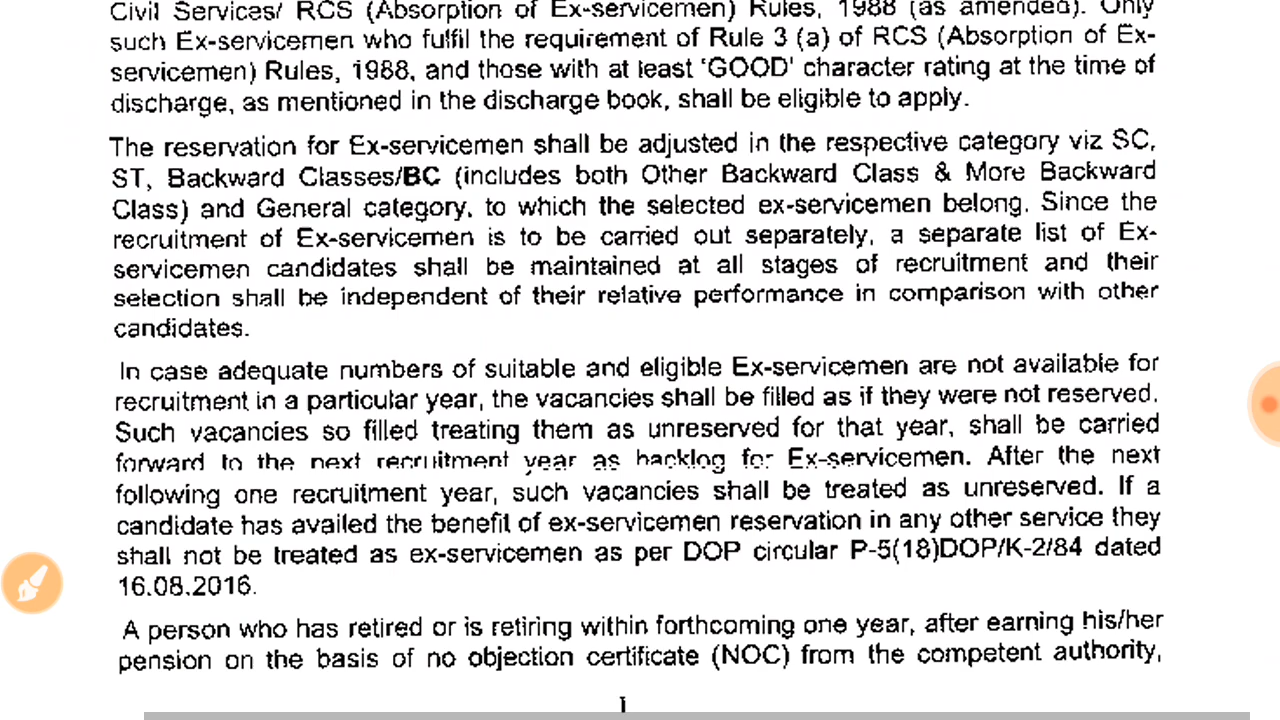 Civil Services/ RCS (Absorption of Ex-servicemen) Rules, 1988 (as amended). Only
such Ex-servicemen who fulfil the requirement of Rule 3 (a) of RCS (Absorption of Ex-
servicemen) Rules, 1988, and those with at least 'GOOD' character rating at the time of
discharge, as mentioned in the discharge book, shall be eligible to apply.
The reservation for Ex-servicemen shall be adjusted in the respective category viz SC,
ST, Backward Classes/BC (includes both Other Backward Class & More Backward
Class) and General category, to which the selected ex-servicemen belong. Since the
recruitment of Ex-servicemen is to be carried out separately, a separate list of Ex-
servicemen candidates shall be maintained at all stages of recruitment and their
selection shall be independent of their relative performance in comparison with other
candidates.
In case adequate numbers of suitable and eligible Ex-servicemen are not available for
recruitment in a particular year, the vacancies shall be filled as if they were not reserved.
Such vacancies so filled treating them as unreserved for that year, shall be carried
forward to the next recruitment year as backlog for Ex-servicemen. After the next
following one recruitment year, such vacancies shall be treated as unreserved. If a
candidate has availed the benefit of ex-servicemen reservation in any other service they
shall not be treated as ex-servicemen as per DOP circular P-5(18)DOP/K-2/84 dated
16.08.2016.
A person who has retired or is retiring within forthcoming one year, after earning his/her
pension on the basis of no objection certificate (NOC) from the competent authority,